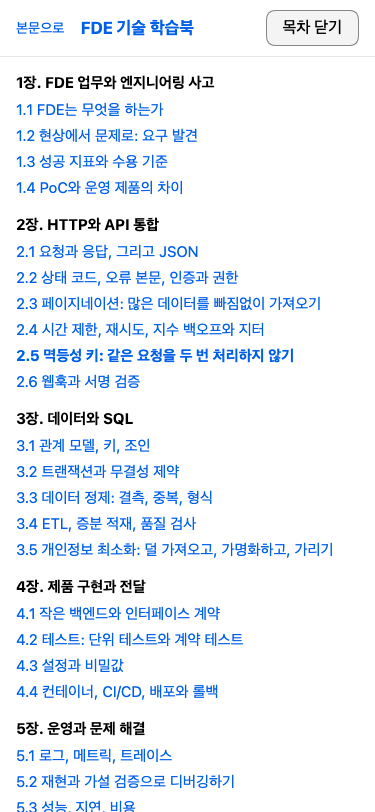 본문으로
FDE 기술 학습북
목차 닫기
1장. FDE 업무와 엔지니어링 사고
1.1 FDE는 무엇을 하는가
1.2 현상에서 문제로: 요구 발견
1.3 성공 지표와 수용 기준
1.4 PoC와 운영 제품의 차이
2장. HTTP와 API 통합
2.1 요청과 응답, 그리고 JSON
2.2 상태 코드, 오류 본문, 인증과 권한
2.3 페이지네이션: 많은 데이터를 빠짐없이 가져오기
2.4 시간 제한, 재시도, 지수 백오프와 지터
2.5 멱등성 키: 같은 요청을 두 번 처리하지 않기
2.6 웹훅과 서명 검증
3장. 데이터와 SQL
3.1 관계 모델, 키, 조인
3.2 트랜잭션과 무결성 제약
3.3 데이터 정제: 결측, 중복, 형식
3.4 ETL, 증분 적재, 품질 검사
3.5 개인정보 최소화: 덜 가져오고, 가명화하고, 가리기
4장. 제품 구현과 전달
4.1 작은 백엔드와 인터페이스 계약
4.2 테스트: 단위 테스트와 계약 테스트
4.3 설정과 비밀값
4.4 컨테이너, CI/CD, 배포와 롤백
5장. 운영과 문제 해결
5.1 로그, 메트릭, 트레이스
5.2 재현과 가설 검증으로 디버깅하기
5.3 성능, 지연, 비용